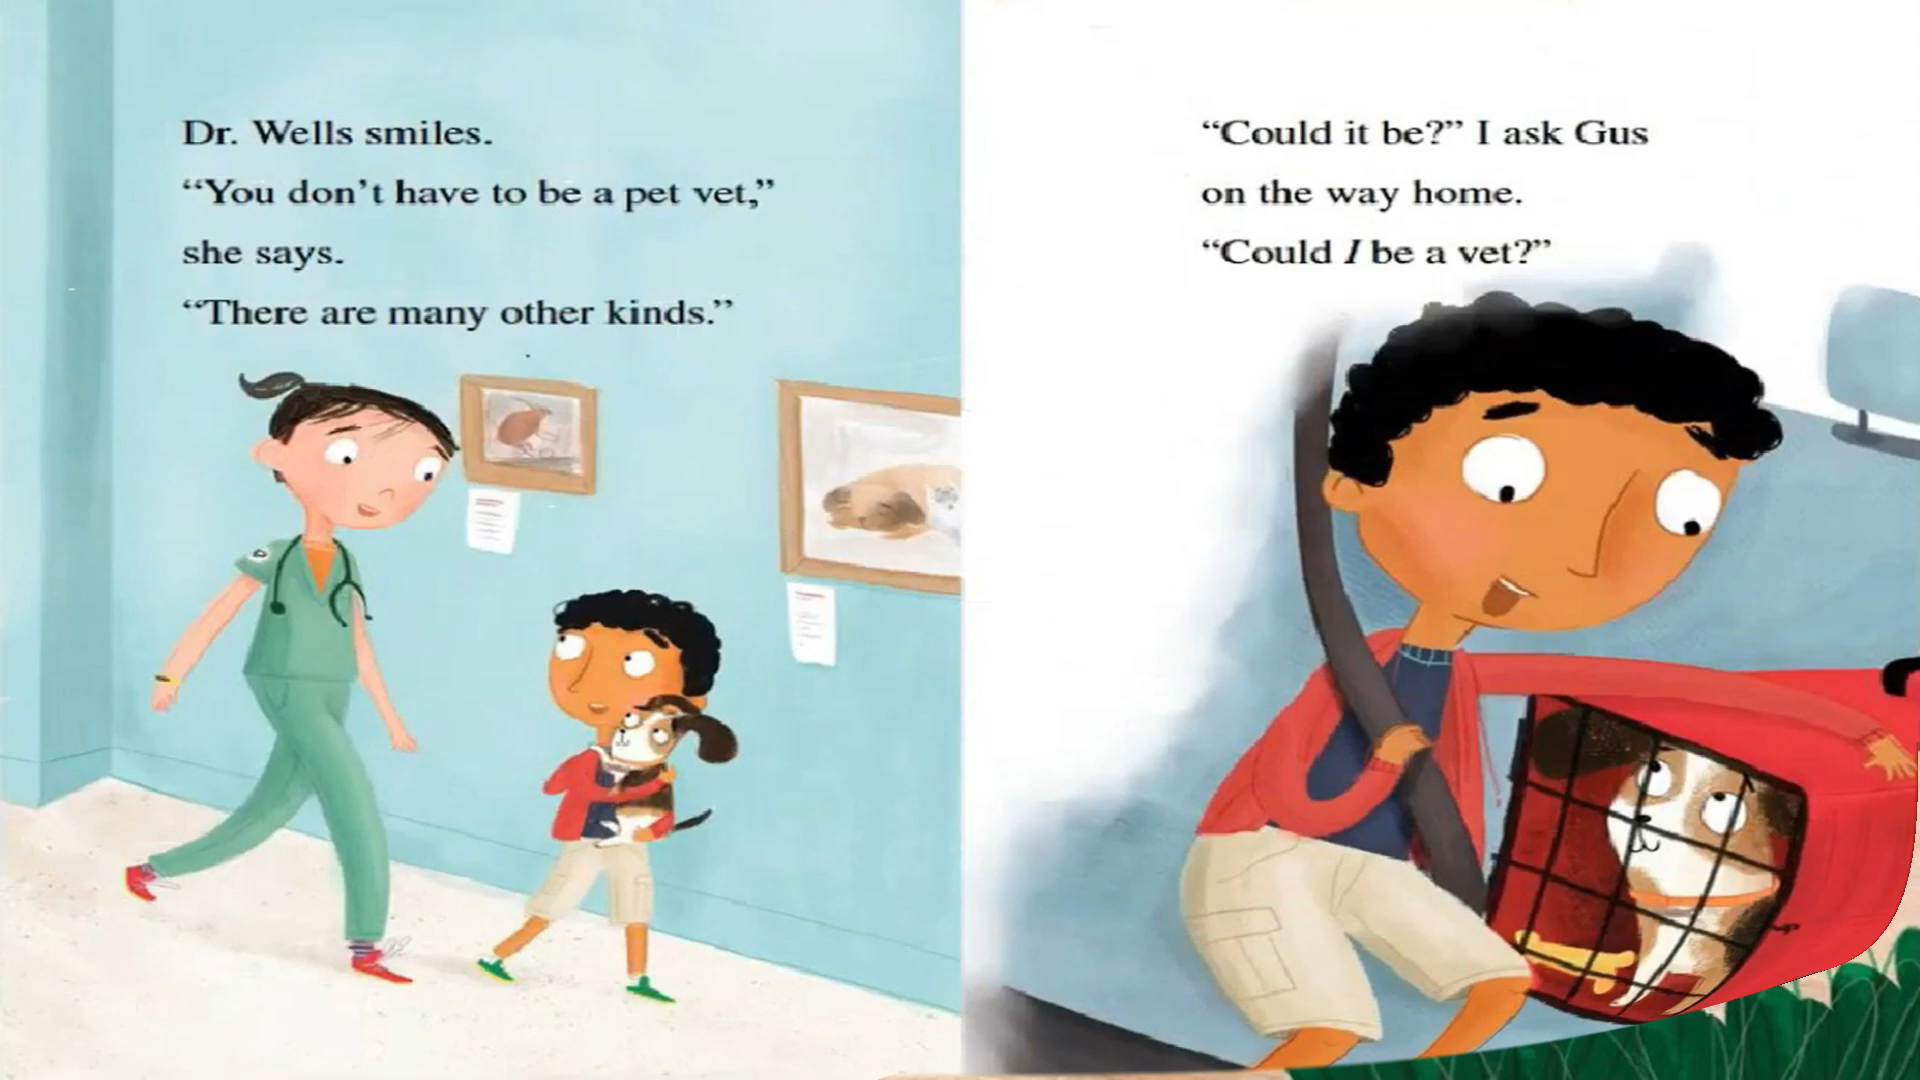 Dr. Wells smiles.
“You don’t have to be a pet vet,”
she says.
“There are many other kinds.”
“Could it be?” I ask Gus
on the way home.
“Could I be a vet?”